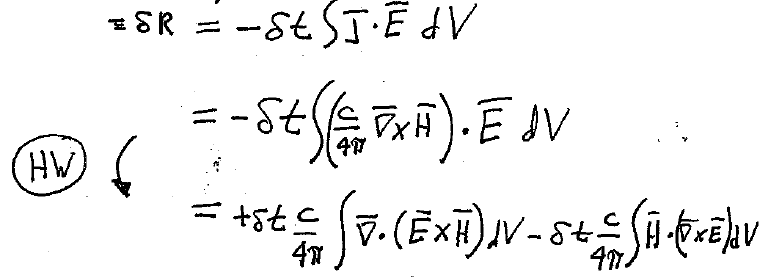 = δR = -δt ∫ J̅·E̅ dV
= -δt ∫ (c/4π ∇̅×H̅)·E̅ dV
HW
= +δt c/4π ∫ ∇̅·(E̅×H̅)dV - δt c/4π ∫ H̅·(∇̅×E̅)dV